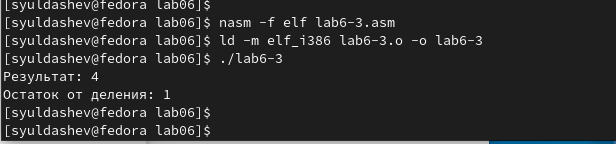 [syuldashev@fedora lab06]$
[syuldashev@fedora lab06]$ nasm -f elf lab6-3.asm
[syuldashev@fedora lab06]$ ld -m elf_i386 lab6-3.o -o lab6-3
[syuldashev@fedora lab06]$ ./lab6-3
Результат: 4
Остаток от деления: 1
[syuldashev@fedora lab06]$
[syuldashev@fedora lab06]$